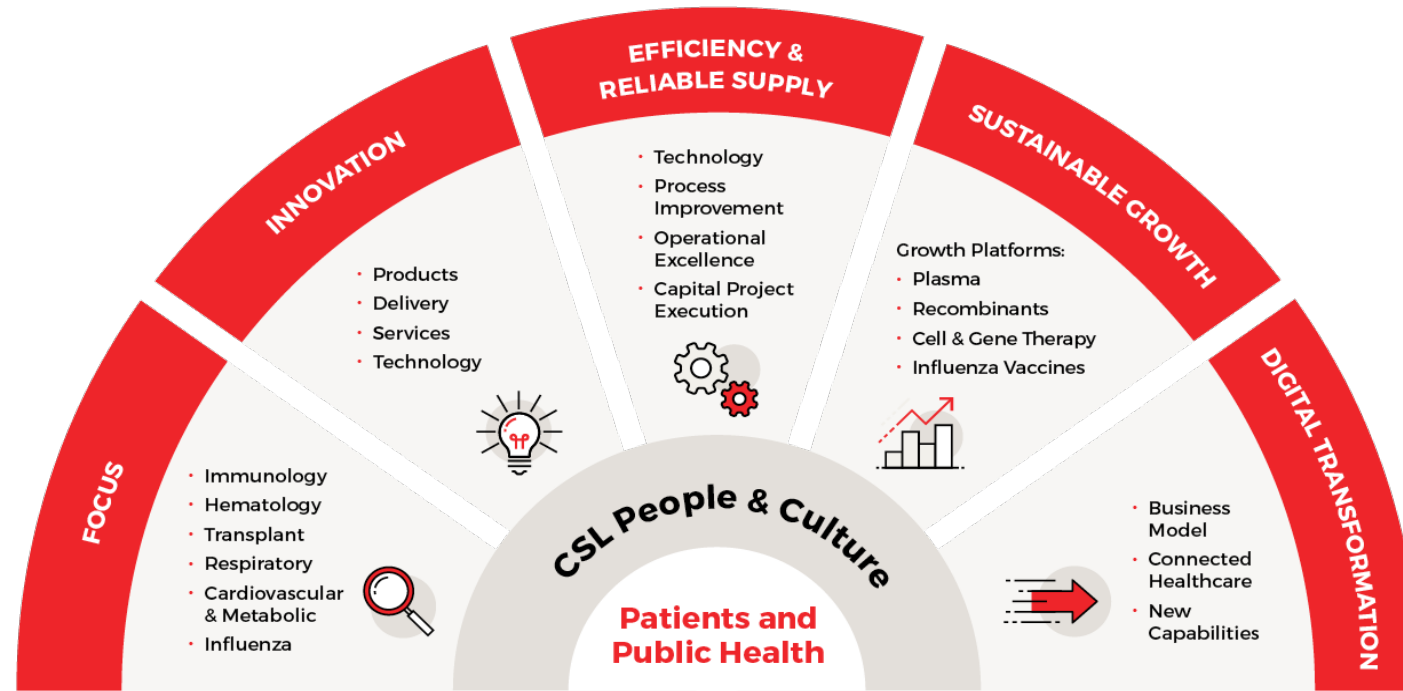 FOCUS
• Immunology
• Hematology
• Transplant
• Respiratory
• Cardiovascular
& Metabolic
• Influenza
INNOVATION
• Products
• Delivery
• Services
• Technology
EFFICIENCY &
RELIABLE SUPPLY
• Technology
• Process
Improvement
• Operational
Excellence
• Capital Project
Execution
SUSTAINABLE GROWTH
Growth Platforms:
• Plasma
• Recombinants
• Cell & Gene Therapy
• Influenza Vaccines
DIGITAL TRANSFORMATION
• Business
Model
• Connected
Healthcare
• New
Capabilities
CSL People & Culture
Patients and
Public Health